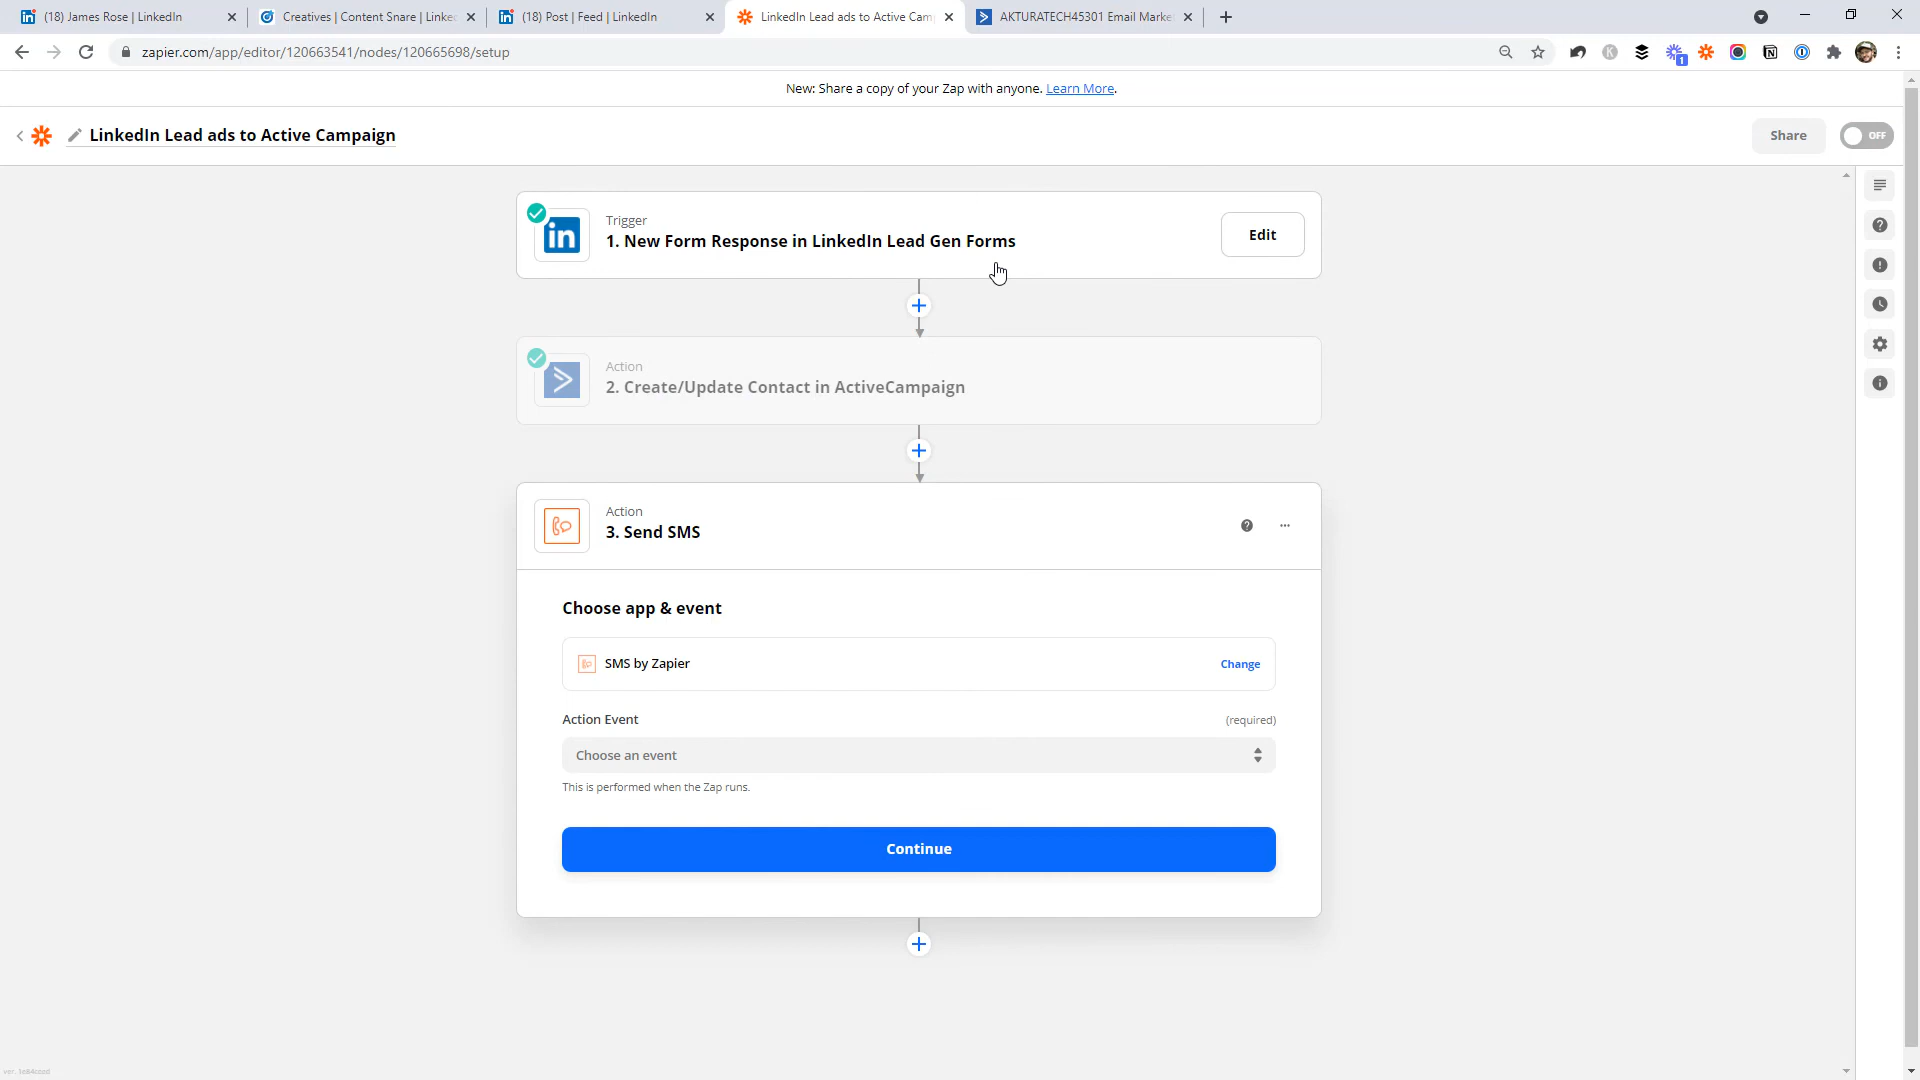 (18) James Rose | LinkedIn
Creatives | Content Snare | Linked
(18) Post | Feed | LinkedIn
LinkedIn Lead ads to Active Cam
AKTURATECH45301 Email Marke
zapier.com/app/editor/120663541/nodes/120665698/setup
1
New: Share a copy of your Zap with anyone. Learn More.
LinkedIn Lead ads to Active Campaign
Share
OFF
in
Trigger
1. New Form Response in LinkedIn Lead Gen Forms
Edit
Action
2. Create/Update Contact in ActiveCampaign
Action
3. Send SMS
Choose app & event
SMS by Zapier
Change
Action Event
(required)
Choose an event
This is performed when the Zap runs.
Continue